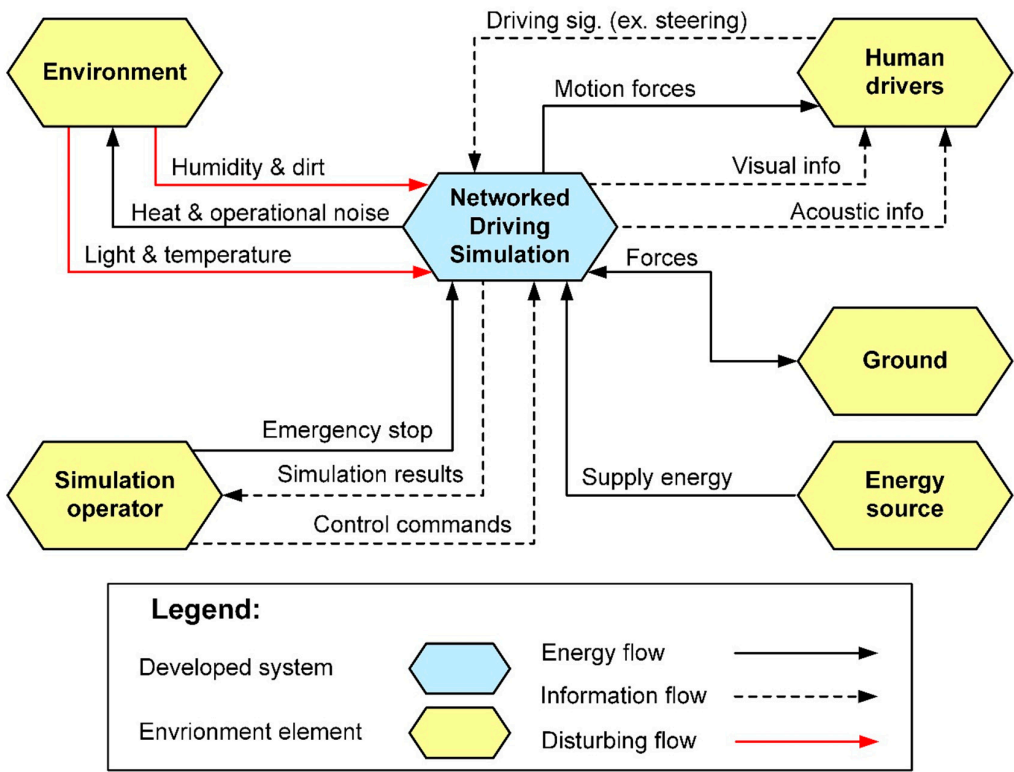 Driving sig. (ex. steering)
Environment
Human
drivers
Motion forces
Humidity & dirt
Visual info
Networked
Driving
Simulation
Heat & operational noise
Acoustic info
Light & temperature
Forces
Ground
Emergency stop
Simulation results
Supply energy
Simulation
operator
Energy
source
Control commands
Legend:
Developed system
Energy flow
Information flow
Envrionment element
Disturbing flow